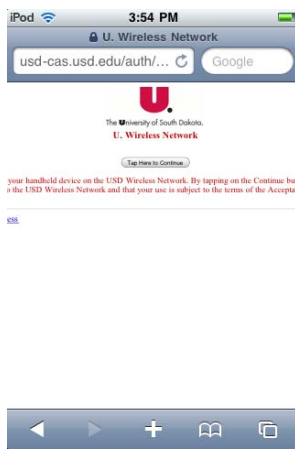 iPod 3:54 PM
U. Wireless Network
usd-cas.usd.edu/auth/... Google
U.
The University of South Dakota.
U. Wireless Network
Tap Here to Continue
your handheld device on the USD Wireless Network. By tapping on the Continue bu
o the USD Wireless Network and that your use is subject to the terms of the Accepta
ess